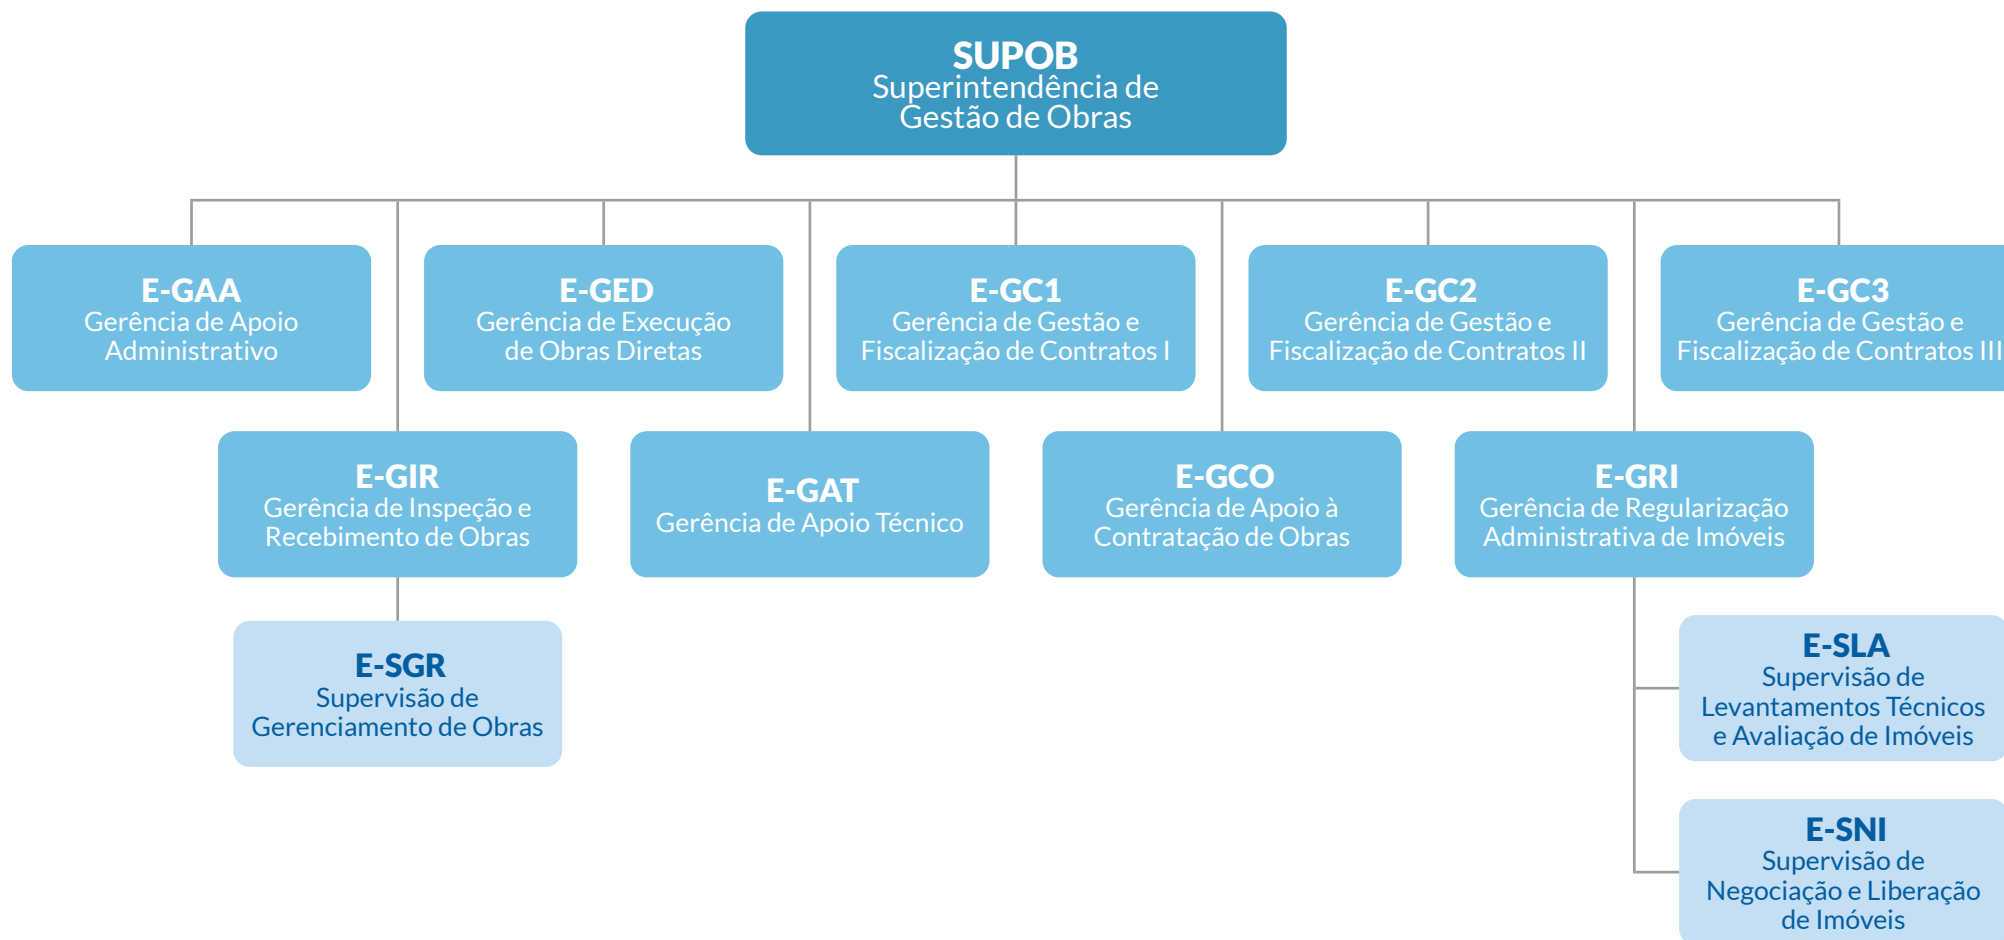 SUPOB
Superintendência de
Gestão de Obras
E-GAA
Gerência de Apoio
Administrativo
E-GED
Gerência de Execução
de Obras Diretas
E-GC1
Gerência de Gestão e
Fiscalização de Contratos I
E-GC2
Gerência de Gestão e
Fiscalização de Contratos II
E-GC3
Gerência de Gestão e
Fiscalização de Contratos III
E-GIR
Gerência de Inspeção e
Recebimento de Obras
E-GAT
Gerência de Apoio Técnico
E-GCO
Gerência de Apoio à
Contratação de Obras
E-GRI
Gerência de Regularização
Administrativa de Imóveis
E-SGR
Supervisão de
Gerenciamento de Obras
E-SLA
Supervisão de
Levantamentos Técnicos
e Avaliação de Imóveis
E-SNI
Supervisão de
Negociação e Liberação
de Imóveis